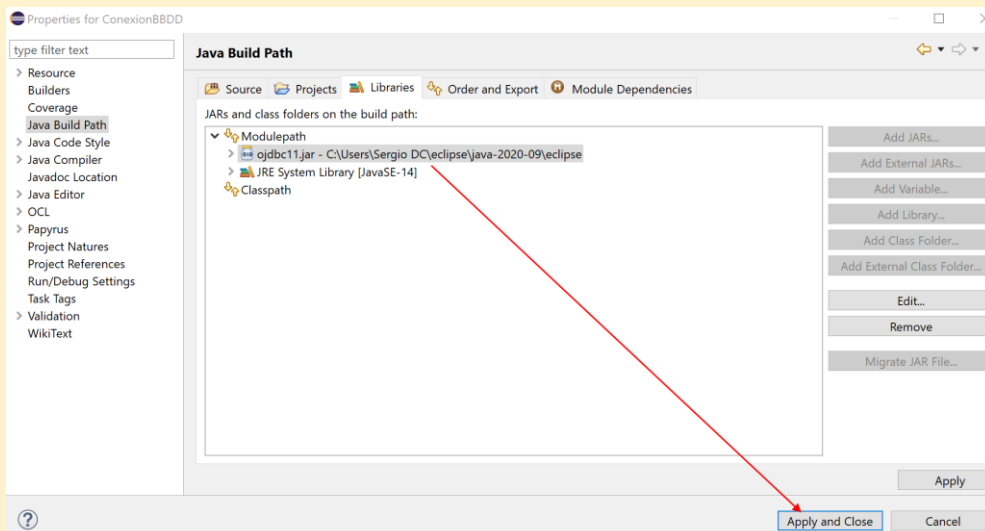 Properties for ConexionBBDD
type filter text
Resource
Builders
Coverage
Java Build Path
Java Code Style
Java Compiler
Javadoc Location
Java Editor
OCL
Papyrus
Project Natures
Project References
Run/Debug Settings
Task Tags
Validation
WikiText
Java Build Path
Source Projects Libraries Order and Export Module Dependencies
JARs and class folders on the build path:
Modulepath
ojdbc11.jar - C:\Users\Sergio DC\eclipse\java-2020-09\eclipse
JRE System Library [JavaSE-14]
Classpath
Add JARs...
Add External JARs...
Add Variable...
Add Library...
Add Class Folder...
Add External Class Folder...
Edit...
Remove
Migrate JAR File...
Apply
Apply and Close Cancel